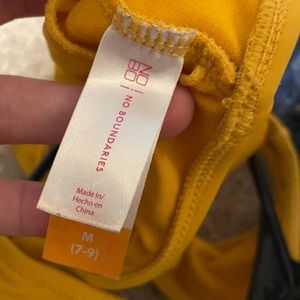 NO
BO
NO BOUNDARIES
Made in/
Hecho en
China
M
(7-9)